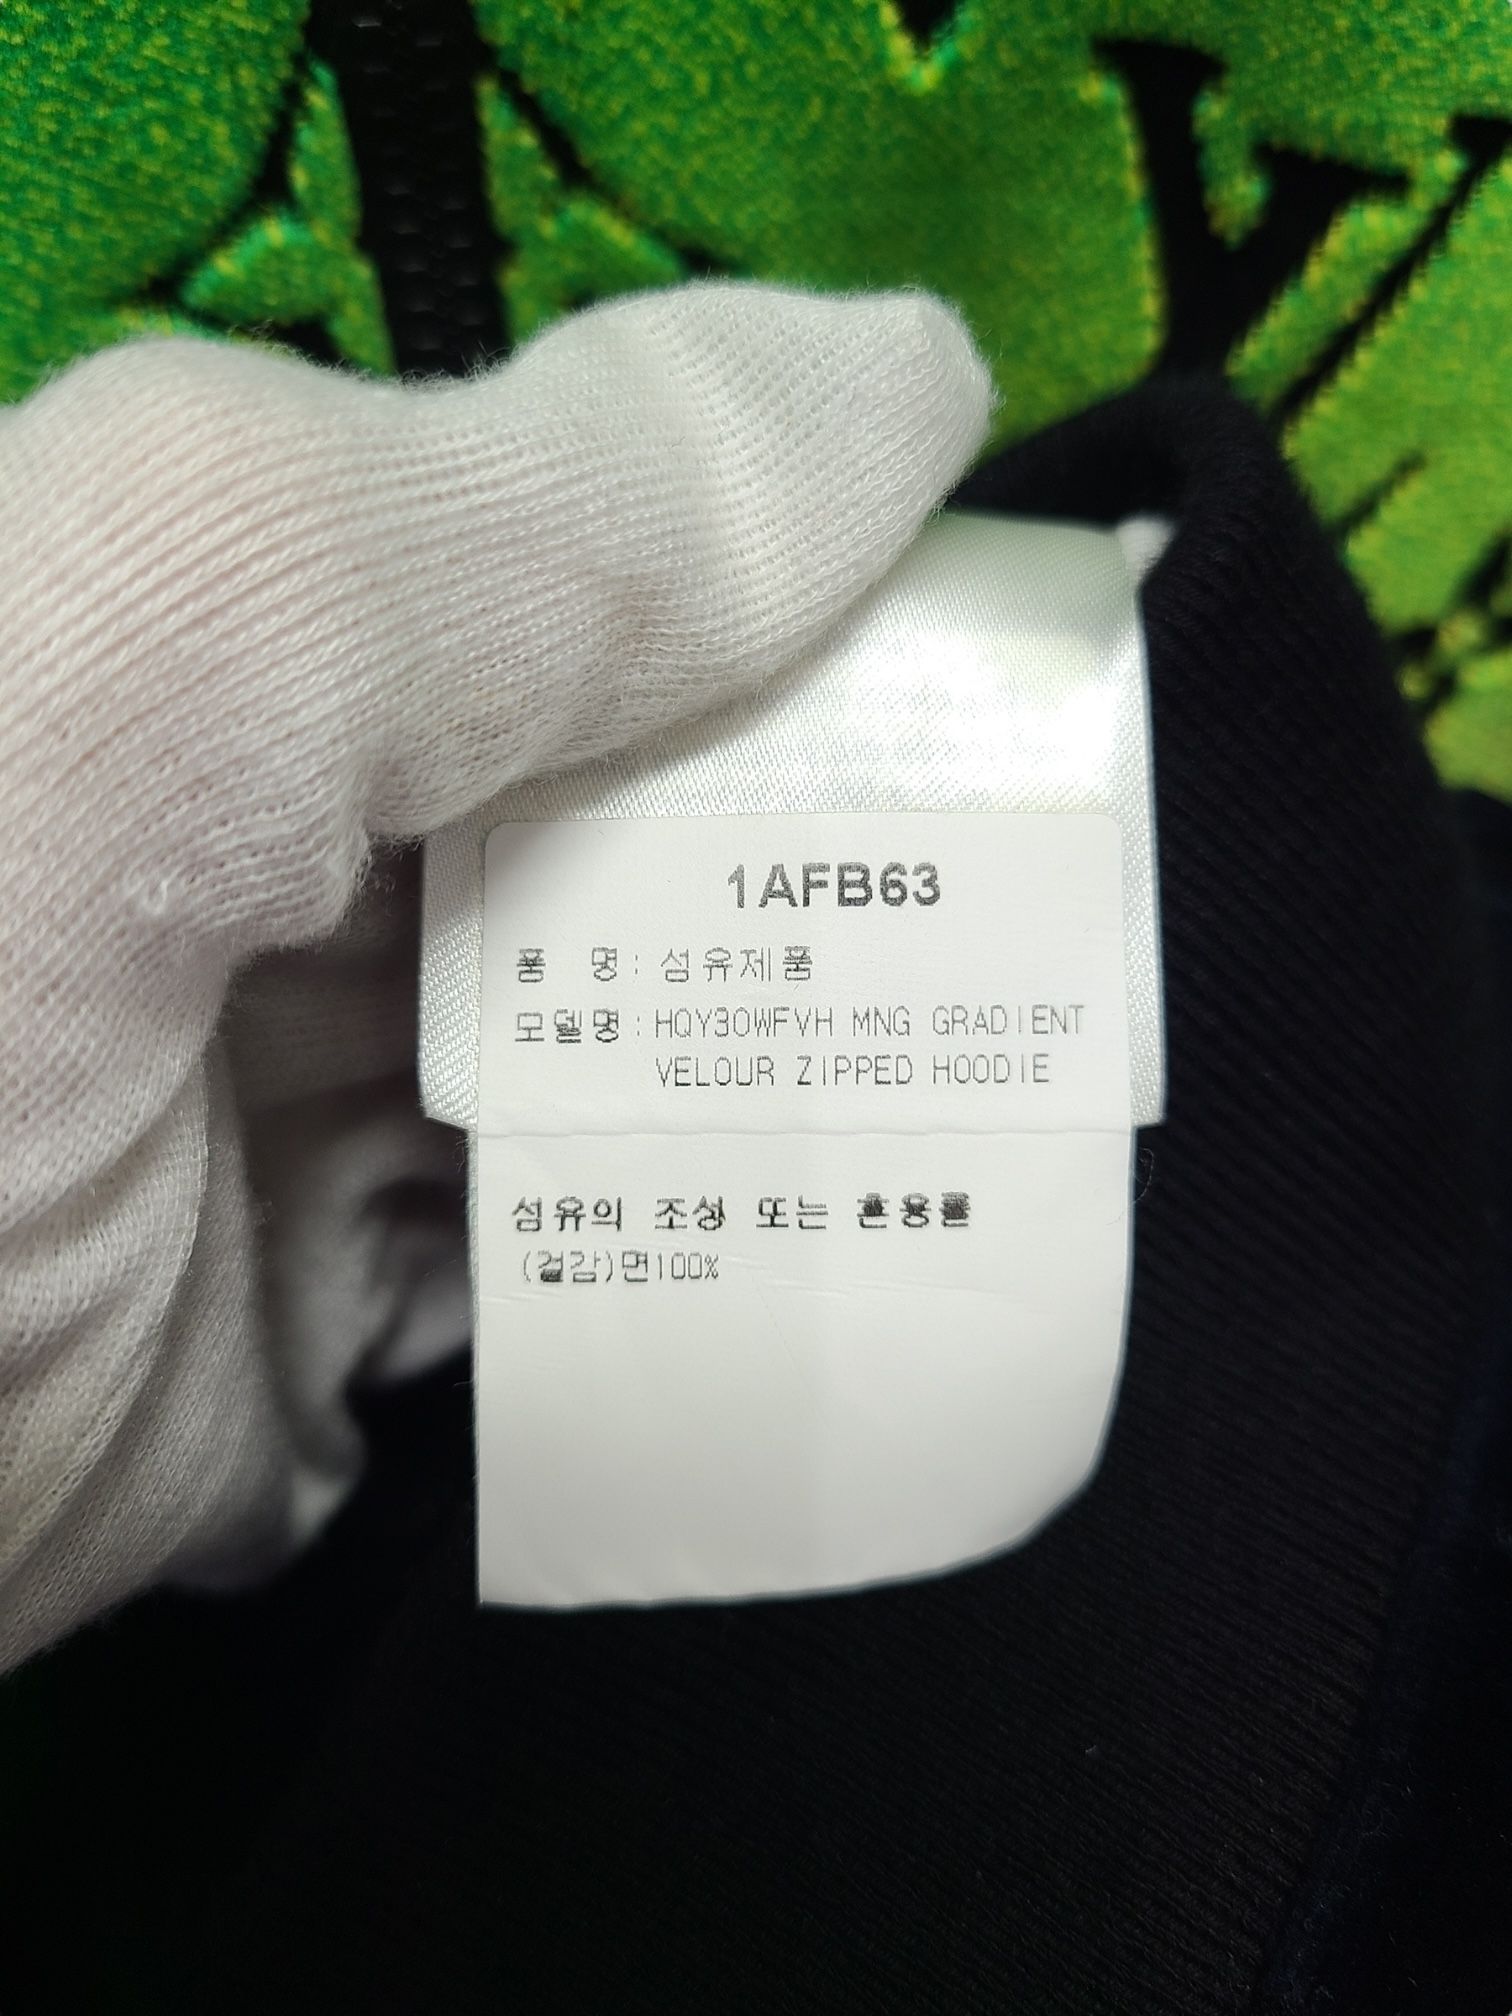 1AFB63
품 명: 섬유제품
모델명: HQY30WFVH MNG GRADIENT
VELOUR ZIPPED HOODIE
섬유의 조성 또는 혼용률
(겉감)면100%